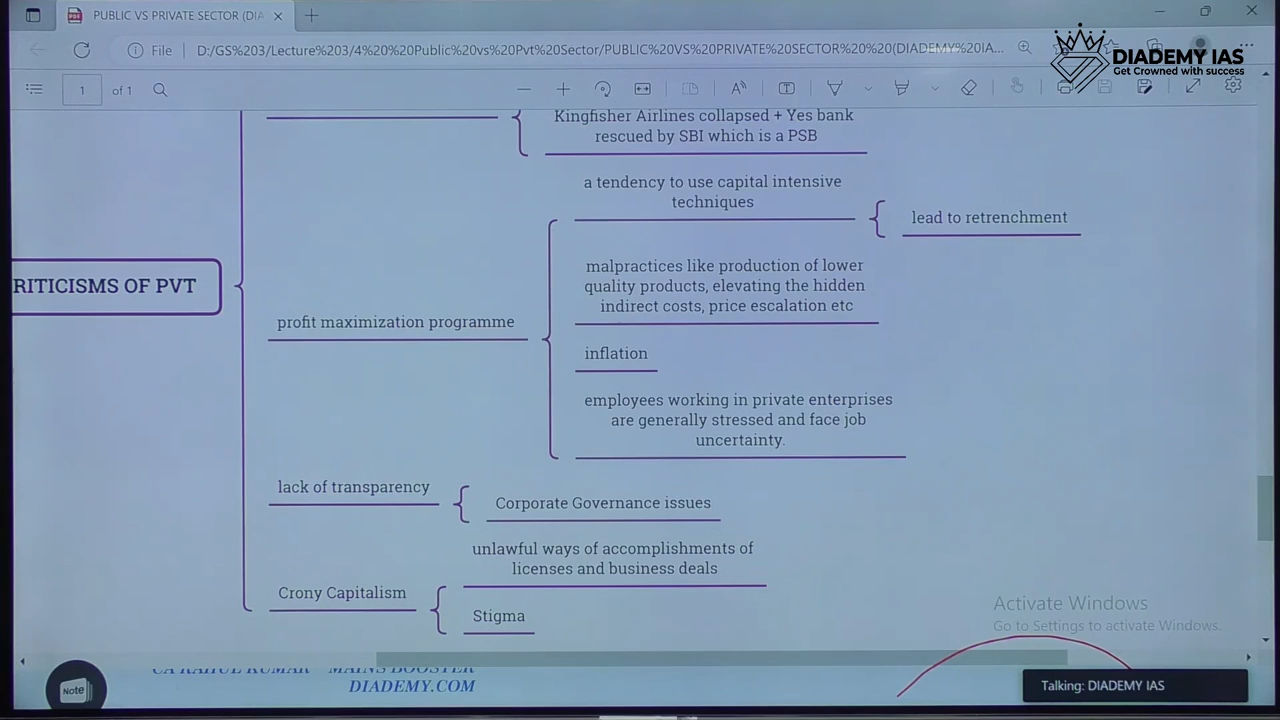 PUBLIC VS PRIVATE SECTOR (DIA
File
D:/GS%203/Lecture%203/4%20%20Public%20vs%20Pvt%20Sector/PUBLIC%20VS%20PRIVATE%20SECTOR%20%20(DIADEMY%20IA...
DIADEMY IAS
Get Crowned with success
1 of 1
Kingfisher Airlines collapsed + Yes bank
rescued by SBI which is a PSB
a tendency to use capital intensive
techniques
lead to retrenchment
RITICISMS OF PVT
malpractices like production of lower
quality products, elevating the hidden
indirect costs, price escalation etc
profit maximization programme
inflation
employees working in private enterprises
are generally stressed and face job
uncertainty.
lack of transparency
Corporate Governance issues
unlawful ways of accomplishments of
licenses and business deals
Crony Capitalism
Stigma
Activate Windows
Go to Settings to activate Windows.
CA RAHUL KUMAR MAINS BOOSTER
DIADEMY.COM
Note
Talking: DIADEMY IAS